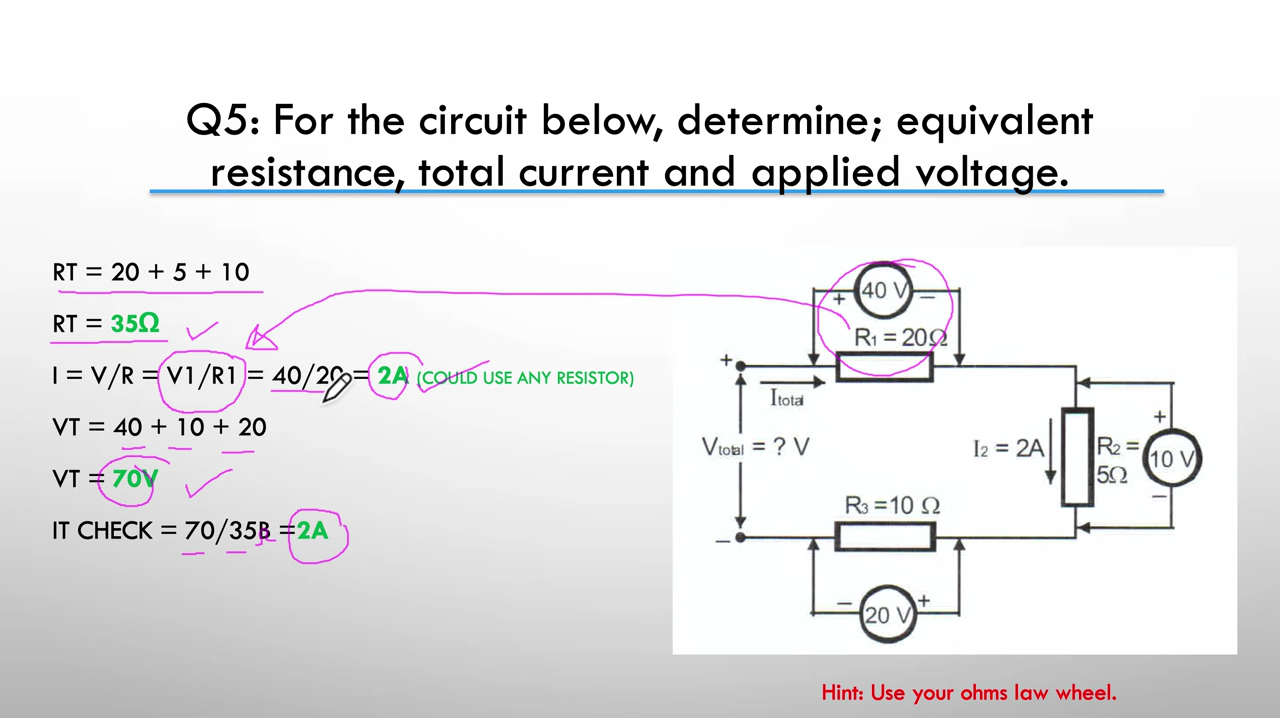 Q5: For the circuit below, determine; equivalent
resistance, total current and applied voltage.
RT = 20 + 5 + 10
RT = 35Ω
I = V/R = V1/R1 = 40/20 = 2A (COULD USE ANY RESISTOR)
VT = 40 + 10 + 20
VT = 70V
IT CHECK = 70/35 =2A
+ 40 V −
R1 = 20Ω
+
Itotal
Vtotal = ? V
I2 = 2A
R2 =
5Ω
+
10 V
−
R3 =10 Ω
−
− 20 V +
Hint: Use your ohms law wheel.